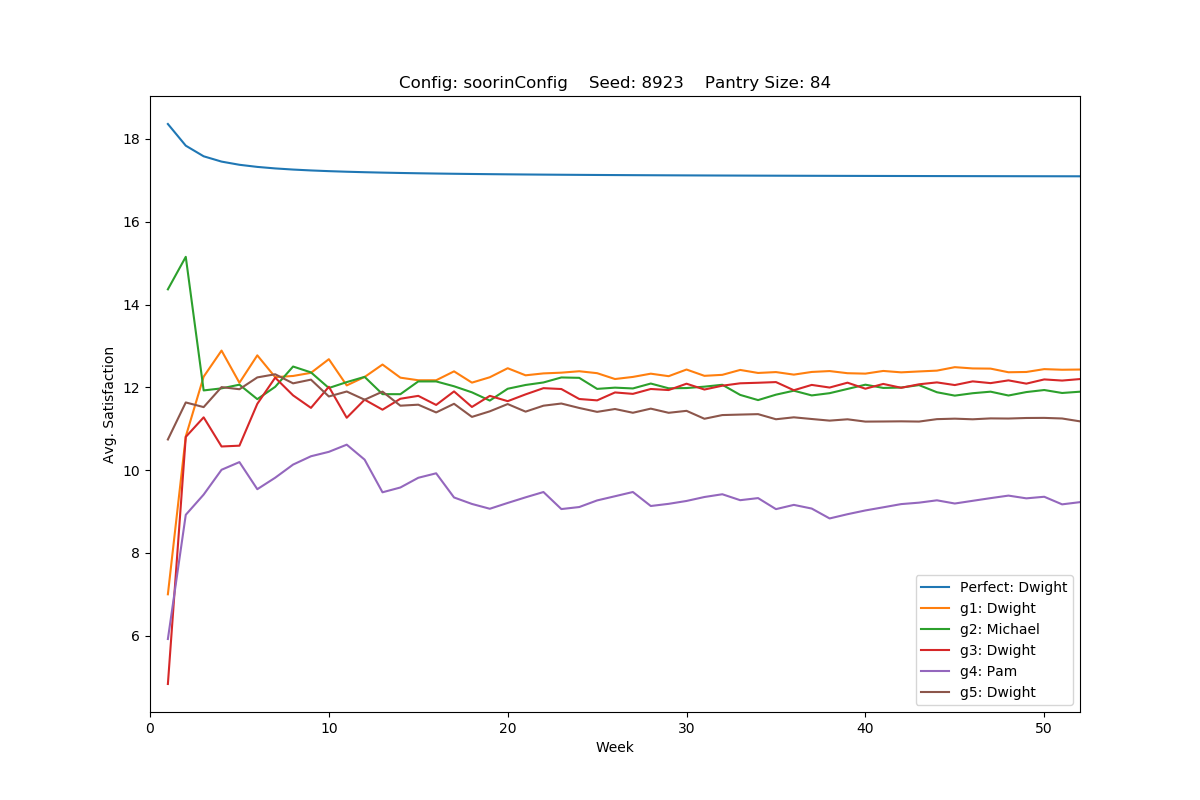 Config: soorinConfig    Seed: 8923    Pantry Size: 84
Avg. Satisfaction
18
16
14
12
10
8
6
0
10
20
30
40
50
Week
Perfect: Dwight
g1: Dwight
g2: Michael
g3: Dwight
g4: Pam
g5: Dwight